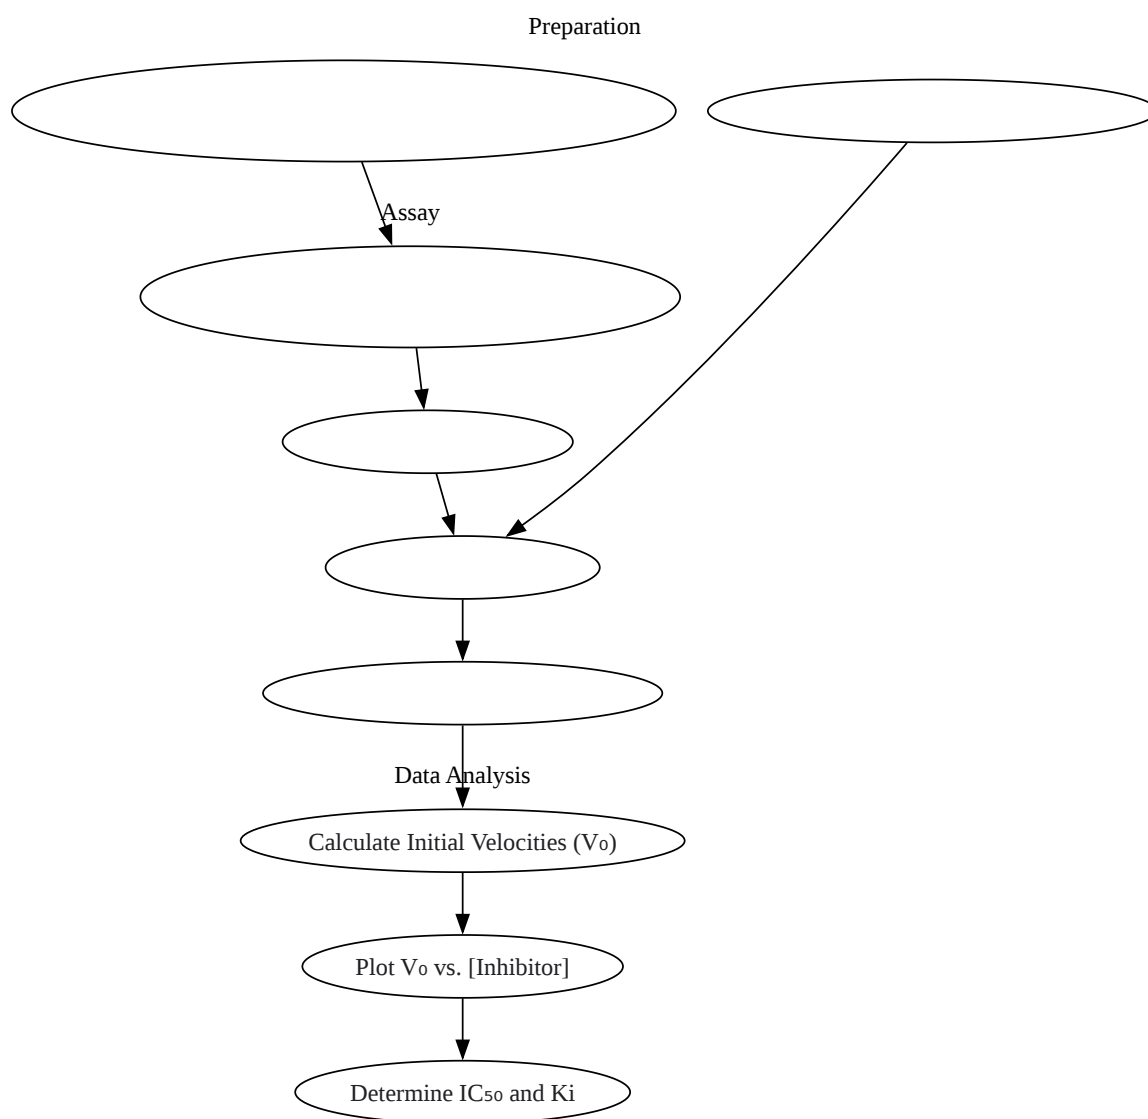 Preparation
Assay
Data Analysis
Calculate Initial Velocities (V₀)
Plot V₀ vs. [Inhibitor]
Determine IC₅₀ and Ki